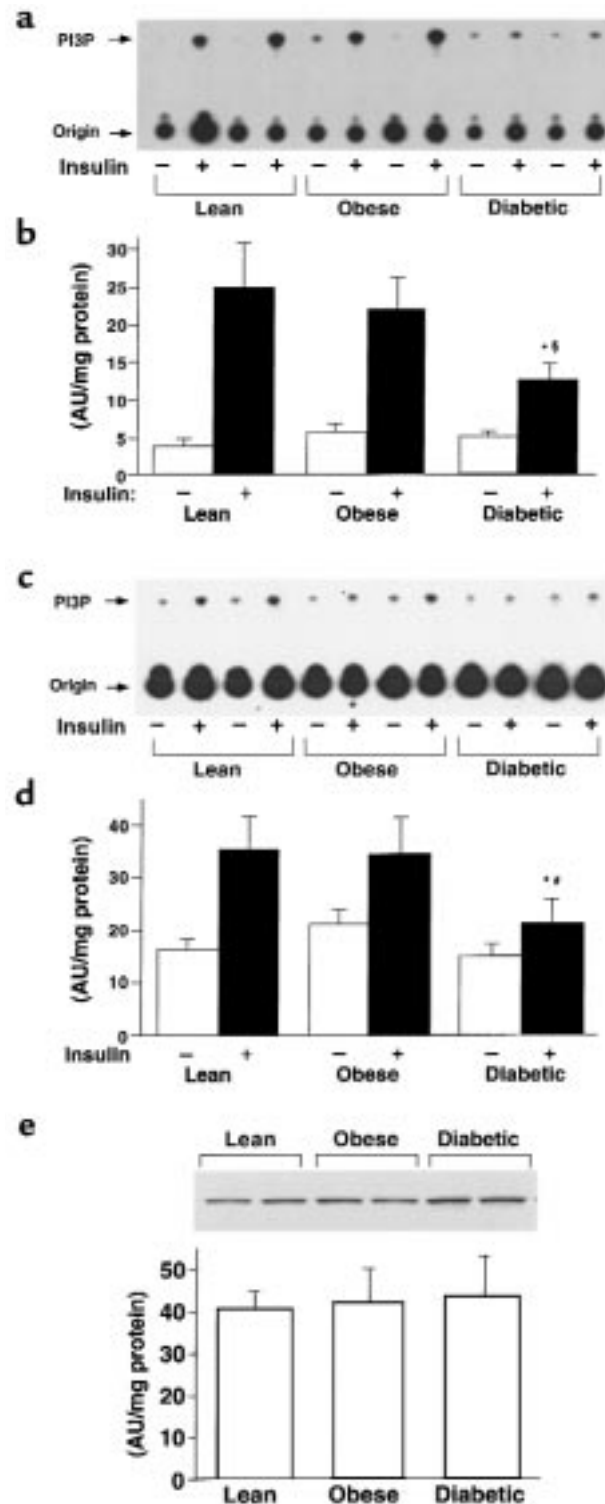 a
PI3P
Origin
Insulin − + − + − + − + − + − +
Lean Obese Diabetic
b
(AU/mg protein)
30
25
20
15
10
5
0
* §
Insulin: − + − + − +
Lean Obese Diabetic
c
PI3P
Origin
Insulin − + − + − + − + − + − +
Lean Obese Diabetic
d
(AU/mg protein)
40
30
20
10
0
* #
Insulin − + − + − +
Lean Obese Diabetic
e
Lean Obese Diabetic
(AU/mg protein)
50
40
30
20
10
0
Lean Obese Diabetic